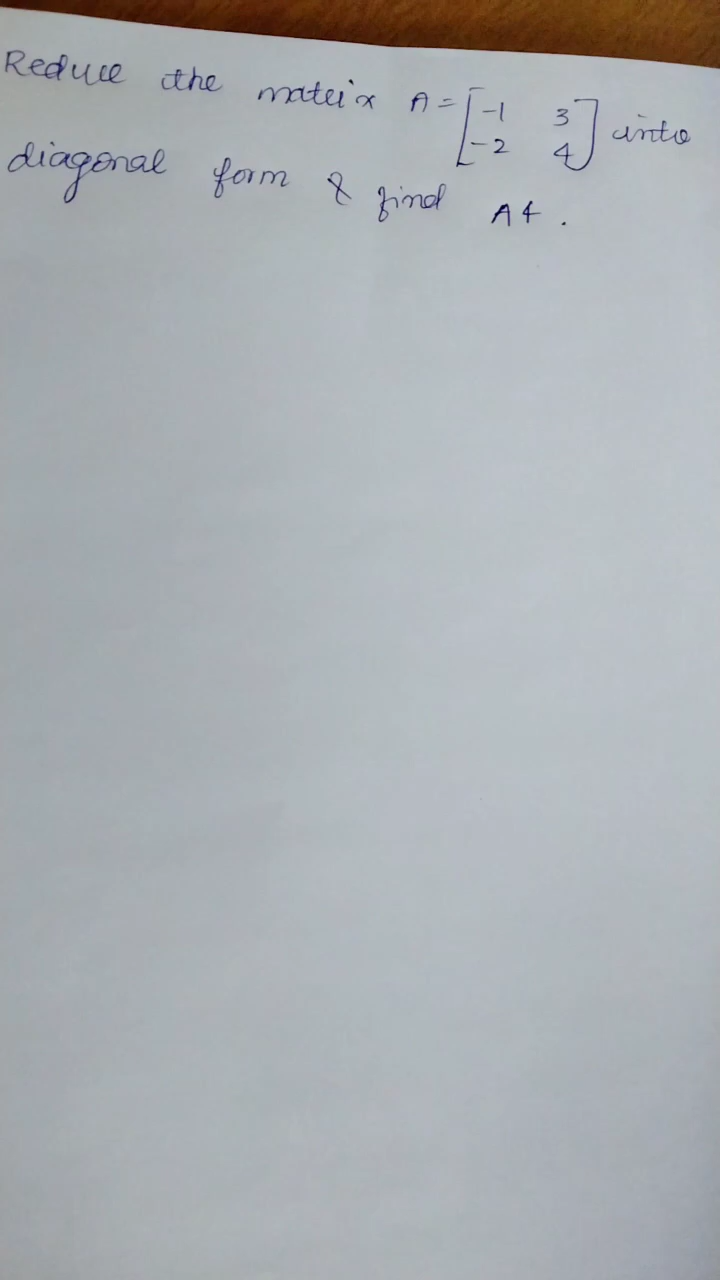 Reduce the matrix A = [-1 3 -2 4] into
diagonal form & find A4.